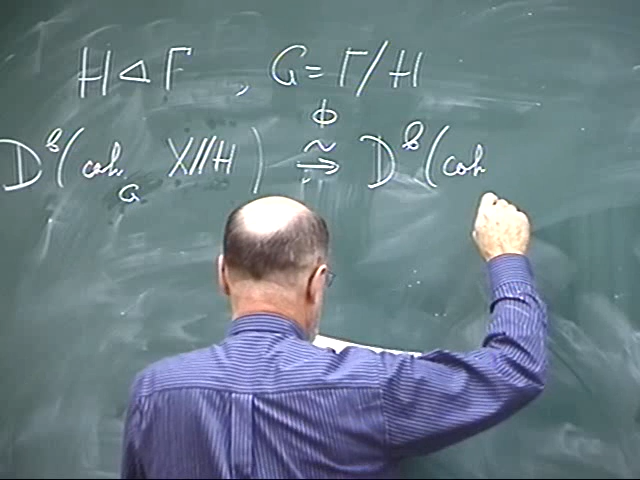 H ◁ Γ , G = Γ/H
D^b(coh_G X//H) ≃^Φ D^b(coh